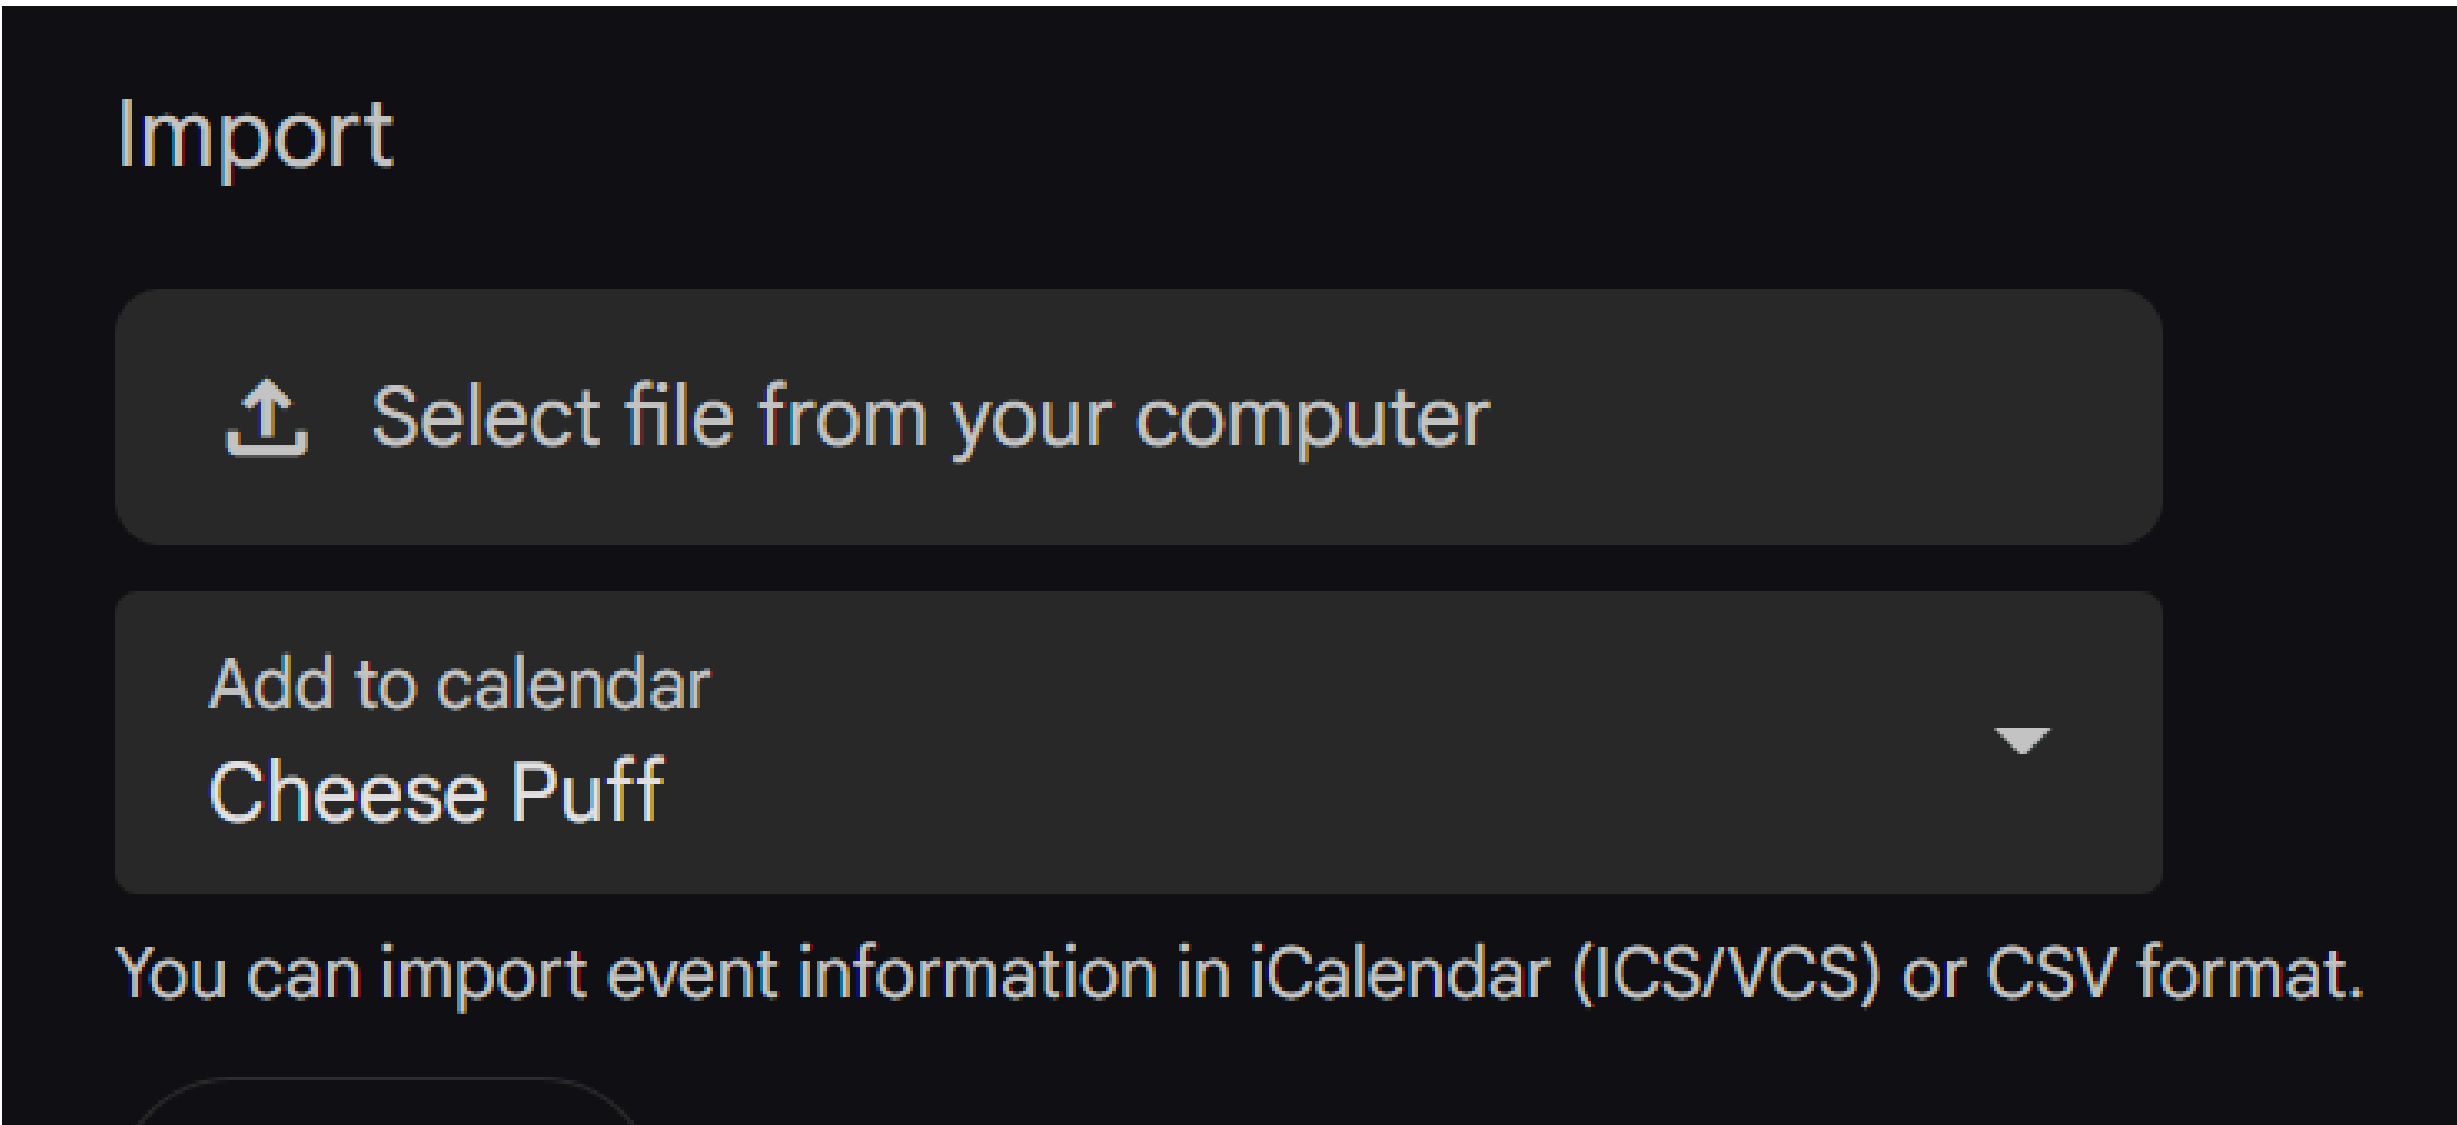 Import
Select file from your computer
Add to calendar
Cheese Puff
You can import event information in iCalendar (ICS/VCS) or CSV format.